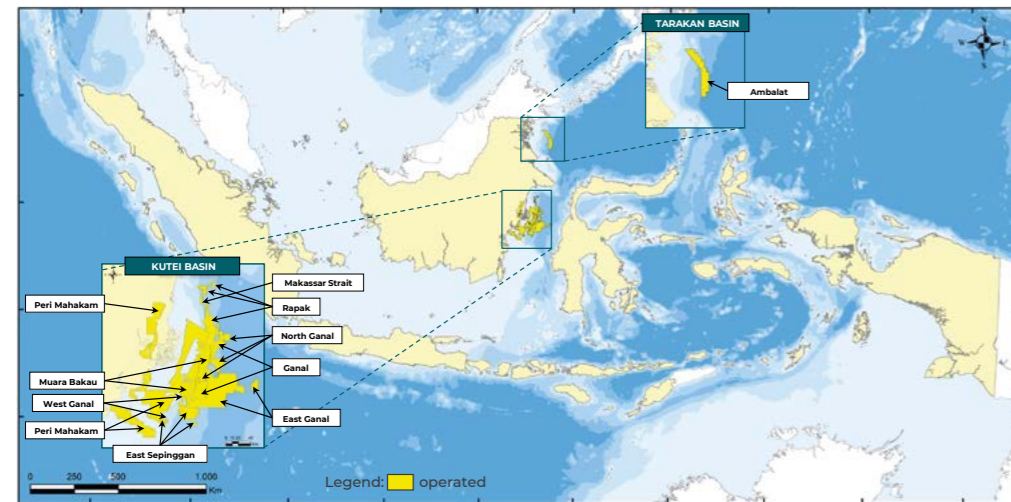 TARAKAN BASIN
Ambalat
KUTEI BASIN
Makassar Strait
Peri Mahakam
Rapak
North Ganal
Ganal
Muara Bakau
West Ganal
East Ganal
Peri Mahakam
East Sepinggan
0 250 500 1.000
Km
Legend: operated